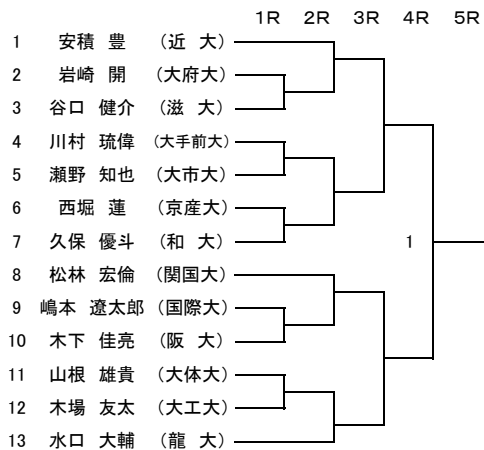 1R 2R 3R 4R 5R
1 安積 豊 (近 大)
2 岩崎 開 (大府大)
3 谷口 健介 (滋 大)
4 川村 琉偉 (大手前大)
5 瀬野 知也 (大市大)
6 西堀 蓮 (京産大)
7 久保 優斗 (和 大) 1
8 松林 宏倫 (関国大)
9 嶋本 遼太郎 (国際大)
10 木下 佳亮 (阪 大)
11 山根 雄貴 (大体大)
12 木場 友太 (大工大)
13 水口 大輔 (龍 大)